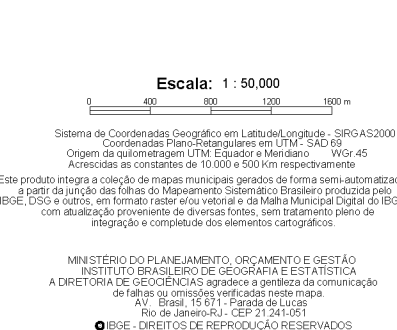 Escala: 1 : 50,000
0 400 800 1200 1600 m
Sistema de Coordenadas Geográfico em Latitude/Longitude - SIRGAS2000
Coordenadas Plano-Retangulares em UTM - SAD 69
Origem da quilometragem UTM: Equador e Meridiano WGr.45
Acrescidas as constantes de 10.000 e 500 Km respectivamente
Este produto integra a coleção de mapas municipais gerados de forma semi-automatizad
a partir da junção das folhas do Mapeamento Sistemático Brasileiro produzida pelo
IBGE, DSG e outros, em formato raster e/ou vetorial e da Malha Municipal Digital do IBG
com atualização proveniente de diversas fontes, sem tratamento pleno de
integração e completude dos elementos cartográficos.
MINISTÉRIO DO PLANEJAMENTO, ORÇAMENTO E GESTÃO
INSTITUTO BRASILEIRO DE GEOGRAFIA E ESTATÍSTICA
A DIRETORIA DE GEOCIÊNCIAS agradece a gentileza da comunicação
de falhas ou omissões verificadas neste mapa.
AV. Brasil, 15 671 - Parada de Lucas
Rio de Janeiro-RJ - CEP 21.241-051
IBGE - DIREITOS DE REPRODUÇÃO RESERVADOS